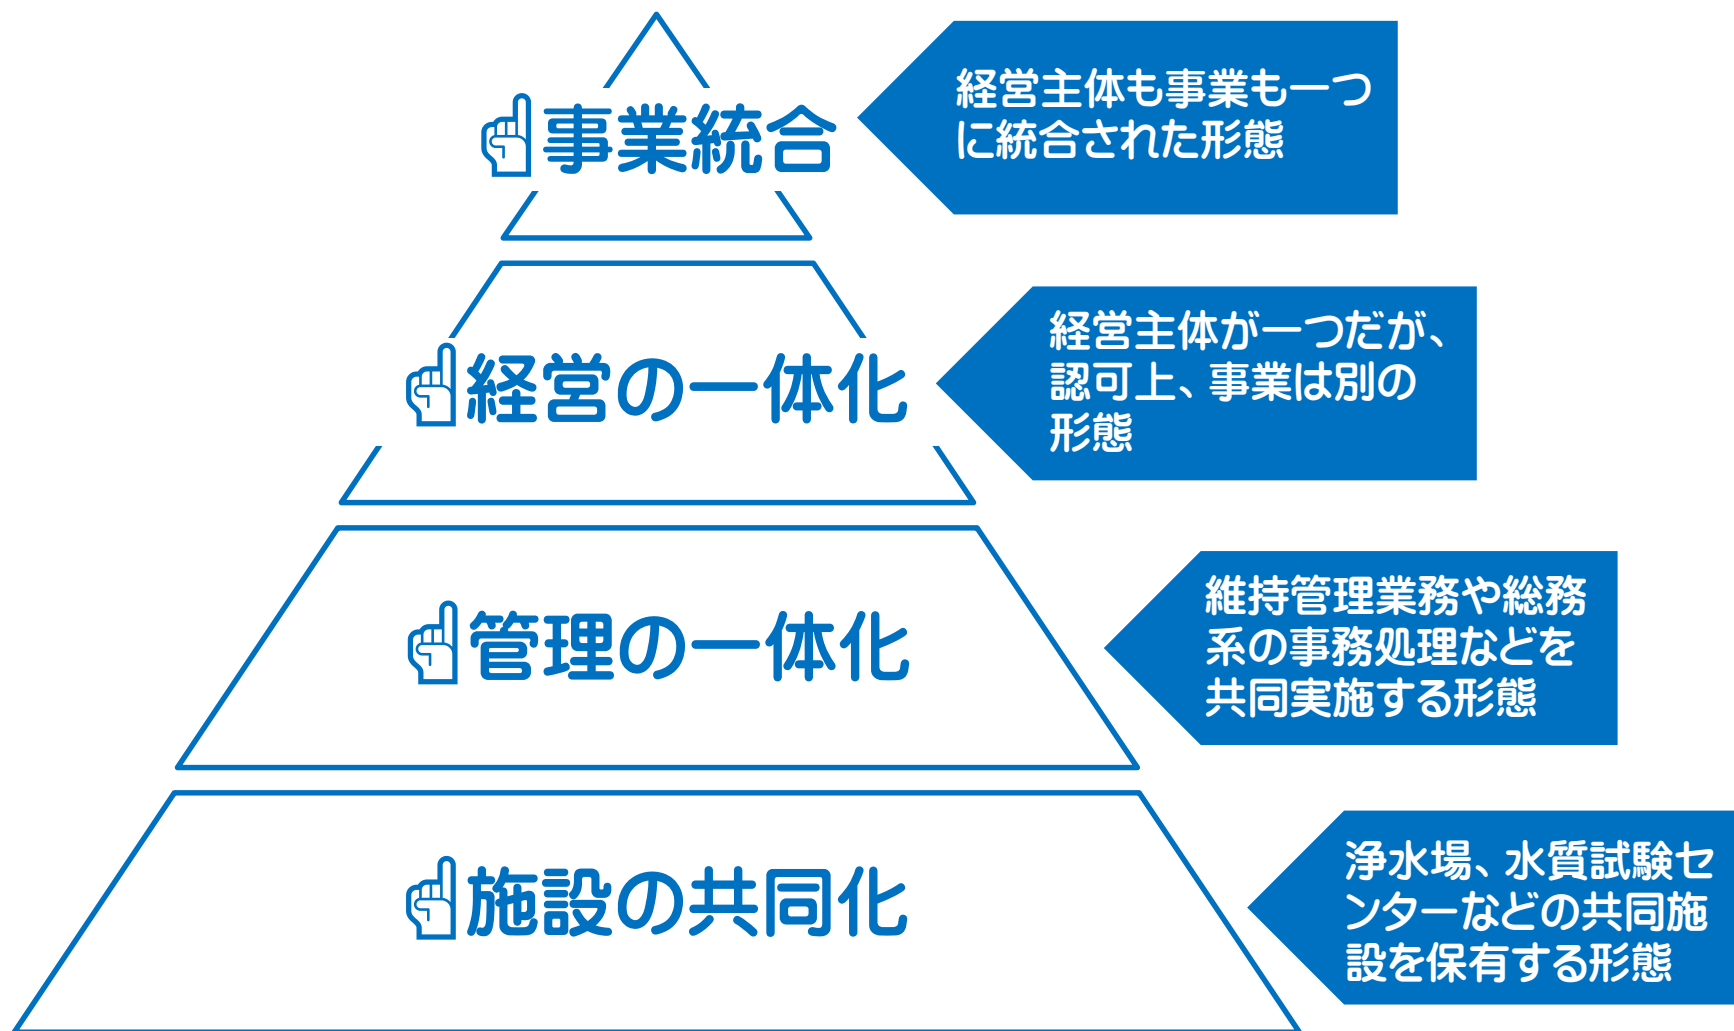 ☝事業統合
経営主体も事業も一つ
に統合された形態
☝経営の一体化
経営主体が一つだが、
認可上、事業は別の
形態
☝管理の一体化
維持管理業務や総務
系の事務処理などを
共同実施する形態
☝施設の共同化
浄水場、水質試験セ
ンターなどの共同施
設を保有する形態